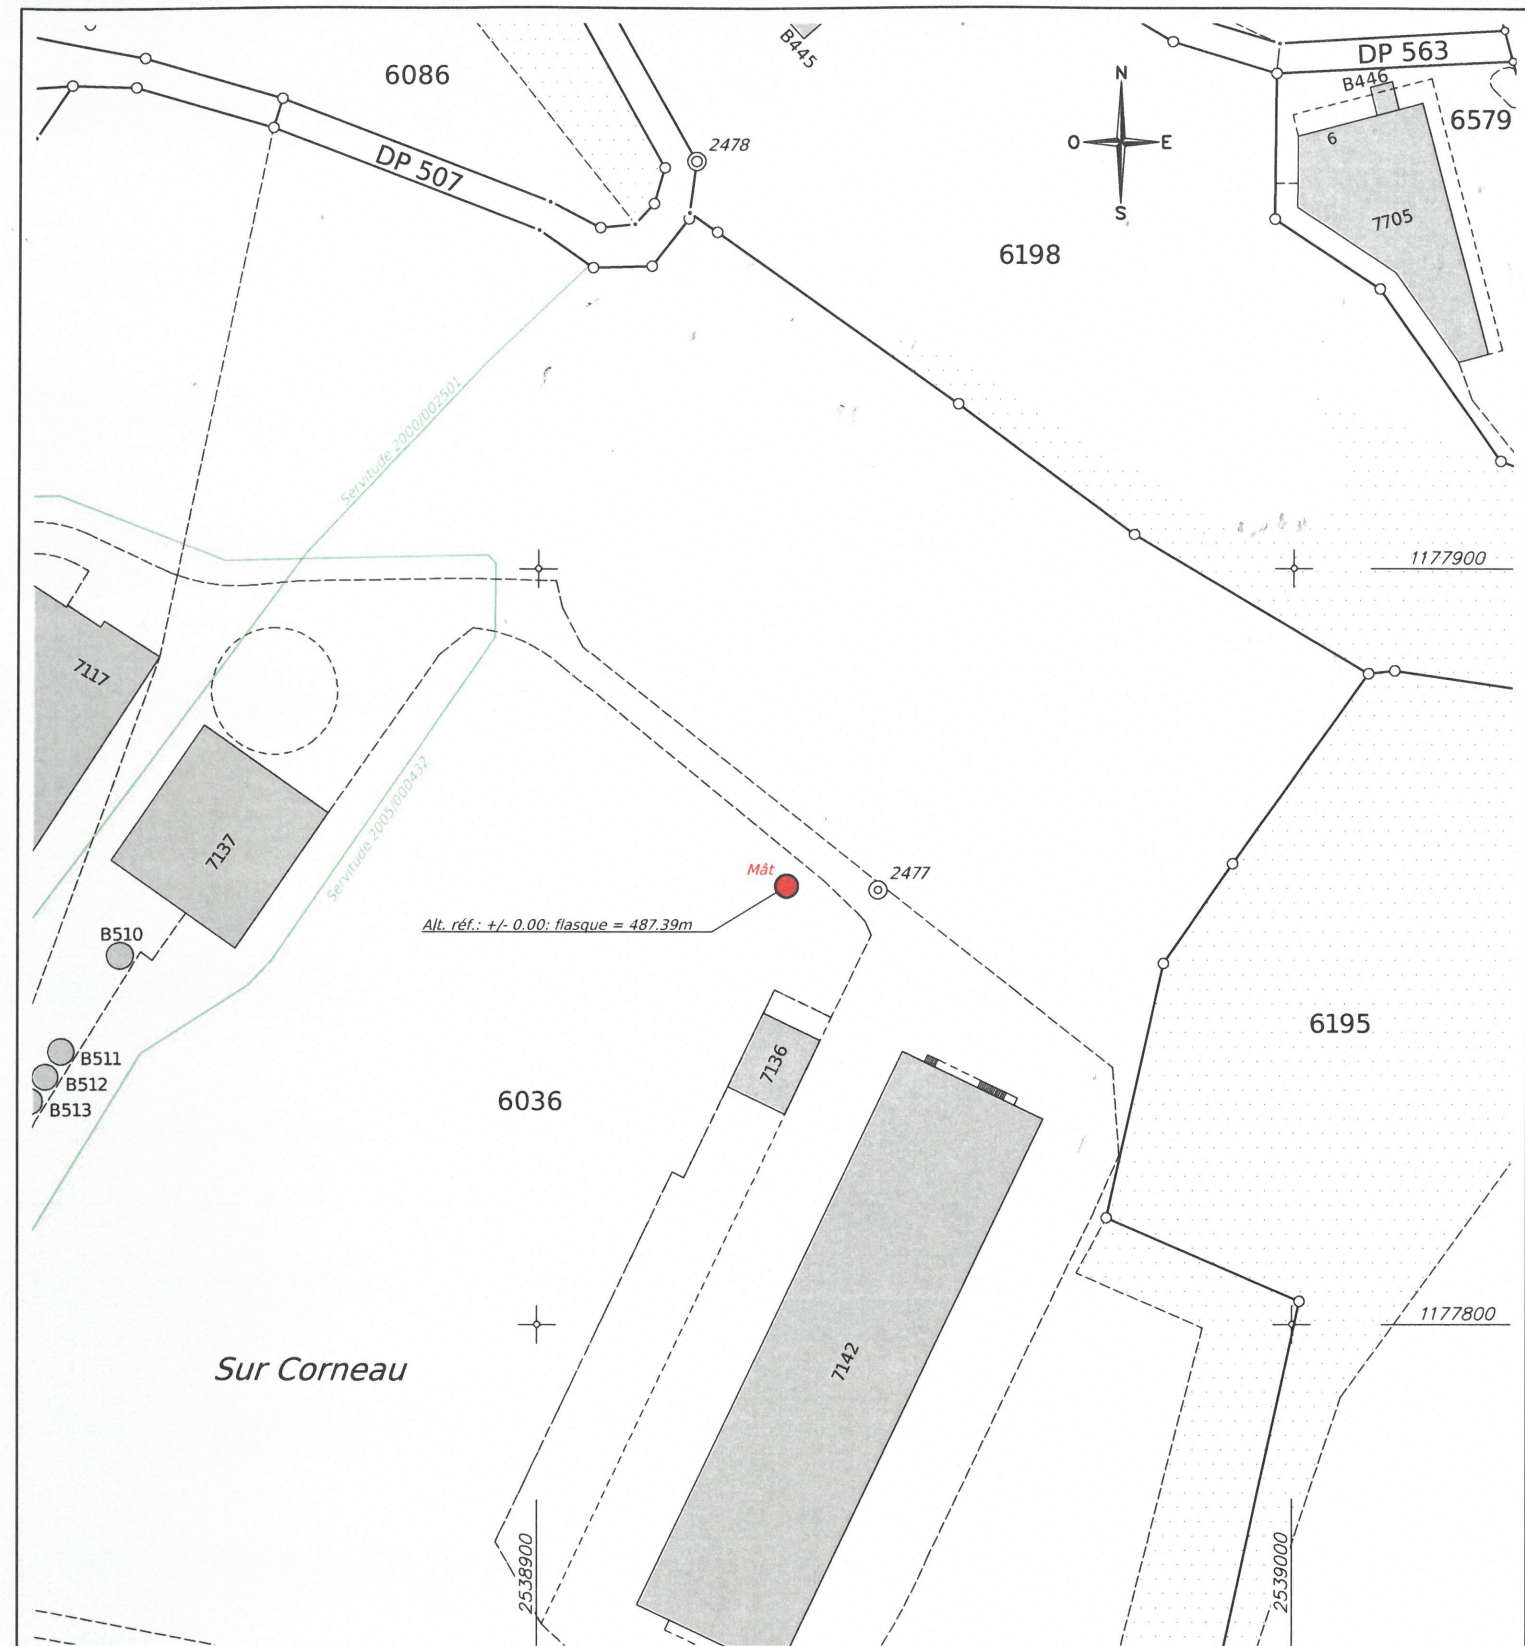 6086
B445
DP 563
B446
6579
6
7705
DP 507
2478
N
O E
S
6198
Servitude 2000/002501
1177900
7117
7137
Servitude 2005/000432
Mât
2477
Alt. réf.: +/- 0.00: flasque = 487.39m
B510
B511
B512
B513
7136
6036
6195
1177800
7142
Sur Corneau
2538900
2539000